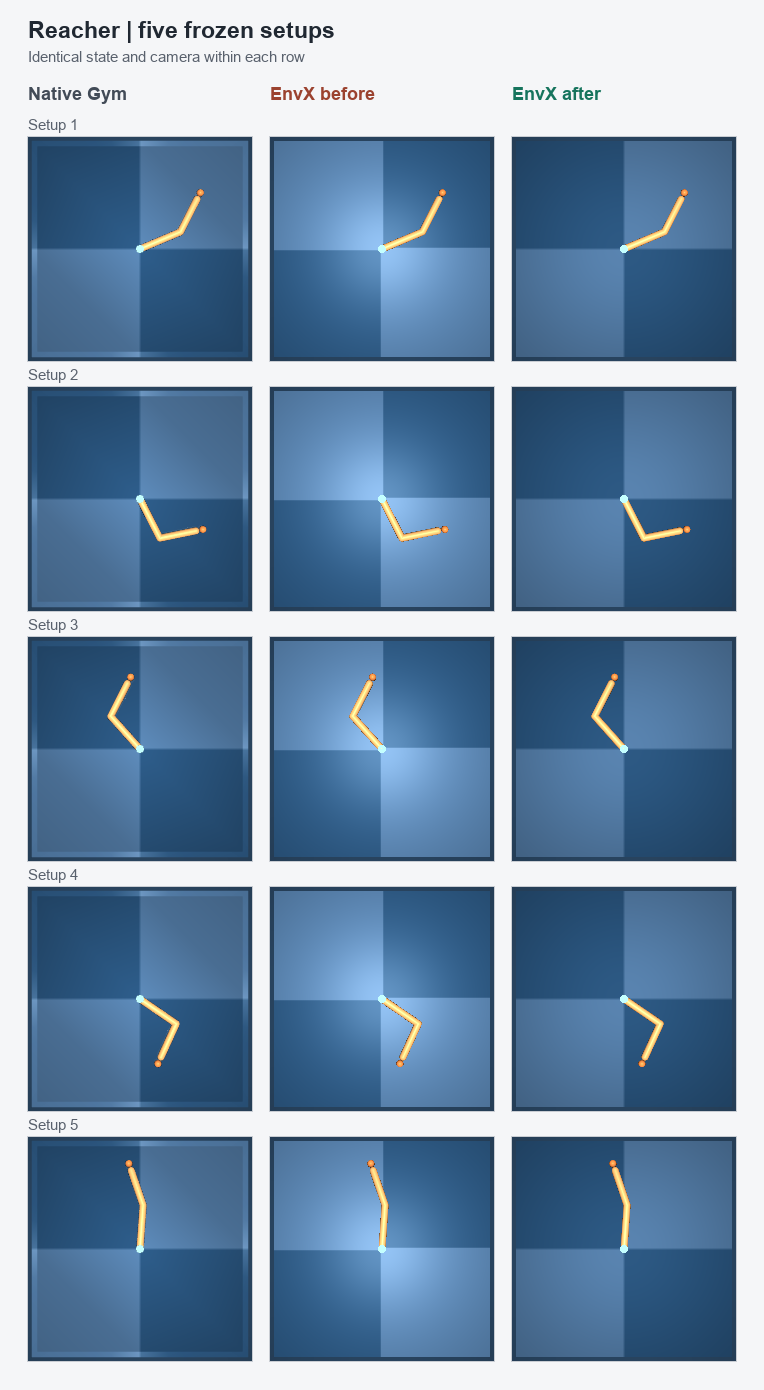 Reacher | five frozen setups
Identical state and camera within each row
Native Gym
EnvX before
EnvX after
Setup 1
Setup 2
Setup 3
Setup 4
Setup 5